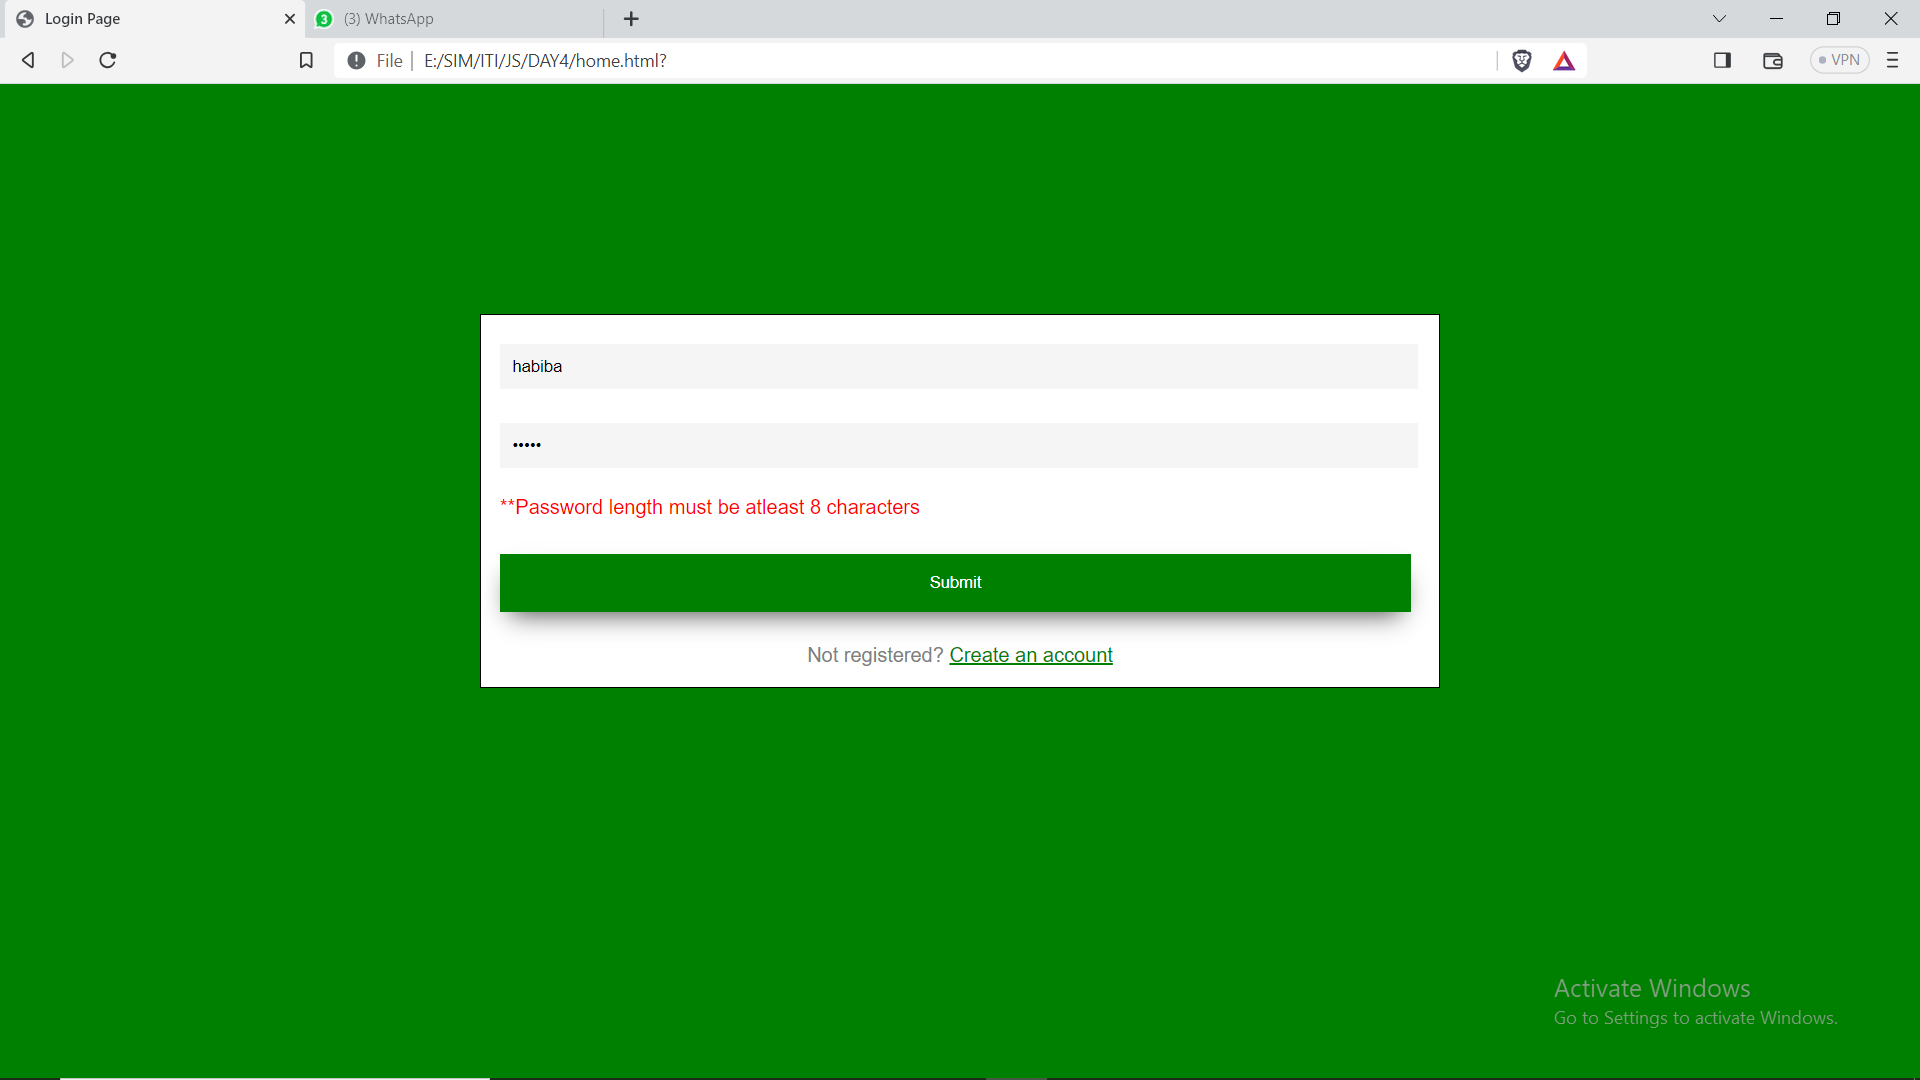 Login Page
3 (3) WhatsApp
File E:/SIM/ITI/JS/DAY4/home.html?
VPN
habiba
•••••
**Password length must be atleast 8 characters
Submit
Not registered? Create an account
Activate Windows
Go to Settings to activate Windows.